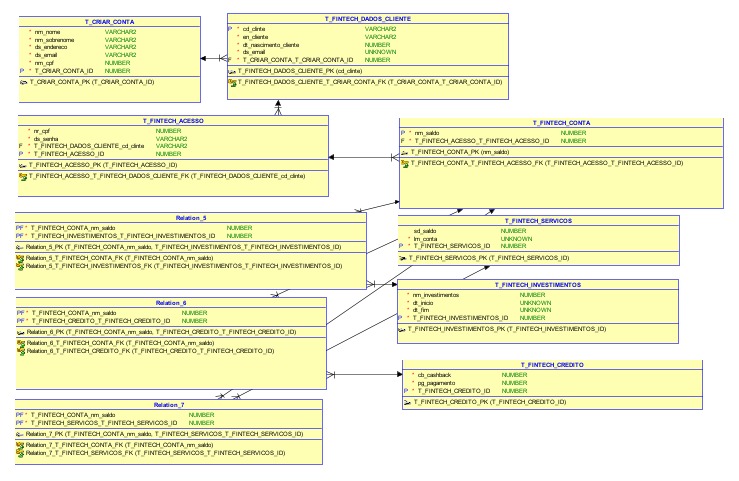 T_CRIAR_CONTA
* nm_nome VARCHAR2
* nm_sobrenome VARCHAR2
* ds_endereico VARCHAR2
* ds_email VARCHAR2
* nm_cpf NUMBER
P * T_CRIAR_CONTA_ID NUMBER
T_CRIAR_CONTA_PK (T_CRIAR_CONTA_ID)
T_FINTECH_DADOS_CLIENTE
P * cd_clinte VARCHAR2
* en_cliente VARCHAR2
* dt_nascimento_cliente NUMBER
* ds_email UNKNOWN
F * T_CRIAR_CONTA_T_CRIAR_CONTA_ID NUMBER
T_FINTECH_DADOS_CLIENTE_PK (cd_clinte)
T_FINTECH_DADOS_CLIENTE_T_CRIAR_CONTA_FK (T_CRIAR_CONTA_T_CRIAR_CONTA_ID)
T_FINTECH_ACESSO
* nr_cpf NUMBER
* ds_senha VARCHAR2
F * T_FINTECH_DADOS_CLIENTE_cd_clinte VARCHAR2
P * T_FINTECH_ACESSO_ID NUMBER
T_FINTECH_ACESSO_PK (T_FINTECH_ACESSO_ID)
T_FINTECH_ACESSO_T_FINTECH_DADOS_CLIENTE_FK (T_FINTECH_DADOS_CLIENTE_cd_clinte)
T_FINTECH_CONTA
P * nm_saldo NUMBER
F * T_FINTECH_ACESSO_T_FINTECH_ACESSO_ID NUMBER
T_FINTECH_CONTA_PK (nm_saldo)
T_FINTECH_CONTA_T_FINTECH_ACESSO_FK (T_FINTECH_ACESSO_T_FINTECH_ACESSO_ID)
Relation_5
PF * T_FINTECH_CONTA_nm_saldo NUMBER
PF * T_FINTECH_INVESTIMENTOS_T_FINTECH_INVESTIMENTOS_ID NUMBER
Relation_5_PK (T_FINTECH_CONTA_nm_saldo, T_FINTECH_INVESTIMENTOS_T_FINTECH_INVESTIMENTOS_ID)
Relation_5_T_FINTECH_CONTA_FK (T_FINTECH_CONTA_nm_saldo)
Relation_5_T_FINTECH_INVESTIMENTOS_FK (T_FINTECH_INVESTIMENTOS_T_FINTECH_INVESTIMENTOS_ID)
T_FINTECH_SERVICOS
sd_saldo NUMBER
* lm_conta UNKNOWN
P * T_FINTECH_SERVICOS_ID NUMBER
T_FINTECH_SERVICOS_PK (T_FINTECH_SERVICOS_ID)
T_FINTECH_INVESTIMENTOS
* nm_investimentos NUMBER
* dt_inicio UNKNOWN
* dt_fim UNKNOWN
P * T_FINTECH_INVESTIMENTOS_ID NUMBER
T_FINTECH_INVESTIMENTOS_PK (T_FINTECH_INVESTIMENTOS_ID)
Relation_6
PF * T_FINTECH_CONTA_nm_saldo NUMBER
PF * T_FINTECH_CREDITO_T_FINTECH_CREDITO_ID NUMBER
Relation_6_PK (T_FINTECH_CONTA_nm_saldo, T_FINTECH_CREDITO_T_FINTECH_CREDITO_ID)
Relation_6_T_FINTECH_CONTA_FK (T_FINTECH_CONTA_nm_saldo)
Relation_6_T_FINTECH_CREDITO_FK (T_FINTECH_CREDITO_T_FINTECH_CREDITO_ID)
T_FINTECH_CREDITO
* cb_cashback NUMBER
* pg_pagamento NUMBER
P * T_FINTECH_CREDITO_ID NUMBER
T_FINTECH_CREDITO_PK (T_FINTECH_CREDITO_ID)
Relation_7
PF * T_FINTECH_CONTA_nm_saldo NUMBER
PF * T_FINTECH_SERVICOS_T_FINTECH_SERVICOS_ID NUMBER
Relation_7_PK (T_FINTECH_CONTA_nm_saldo, T_FINTECH_SERVICOS_T_FINTECH_SERVICOS_ID)
Relation_7_T_FINTECH_CONTA_FK (T_FINTECH_CONTA_nm_saldo)
Relation_7_T_FINTECH_SERVICOS_FK (T_FINTECH_SERVICOS_T_FINTECH_SERVICOS_ID)